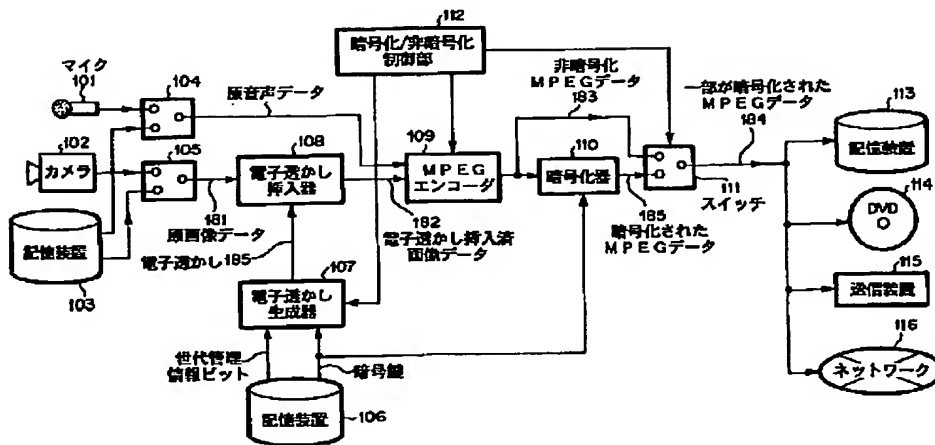 マイク
101
104
原音声データ
112
暗号化/非暗号化
制御部
非暗号化
MPEGデータ
183
一部が暗号化された
MPEGデータ
184
113
記憶装置
102
カメラ
105
108
電子透かし
挿入器
109
MPEG
エンコーダ
110
暗号化器
111
スイッチ
114
DVD
181
原画像データ
182
電子透かし挿入済
画像データ
185
暗号化された
MPEGデータ
記憶装置
103
電子透かし185
107
電子透かし
生成器
115
送信装置
世代管理
情報ビット
暗号鍵
116
ネットワーク
記憶装置
106